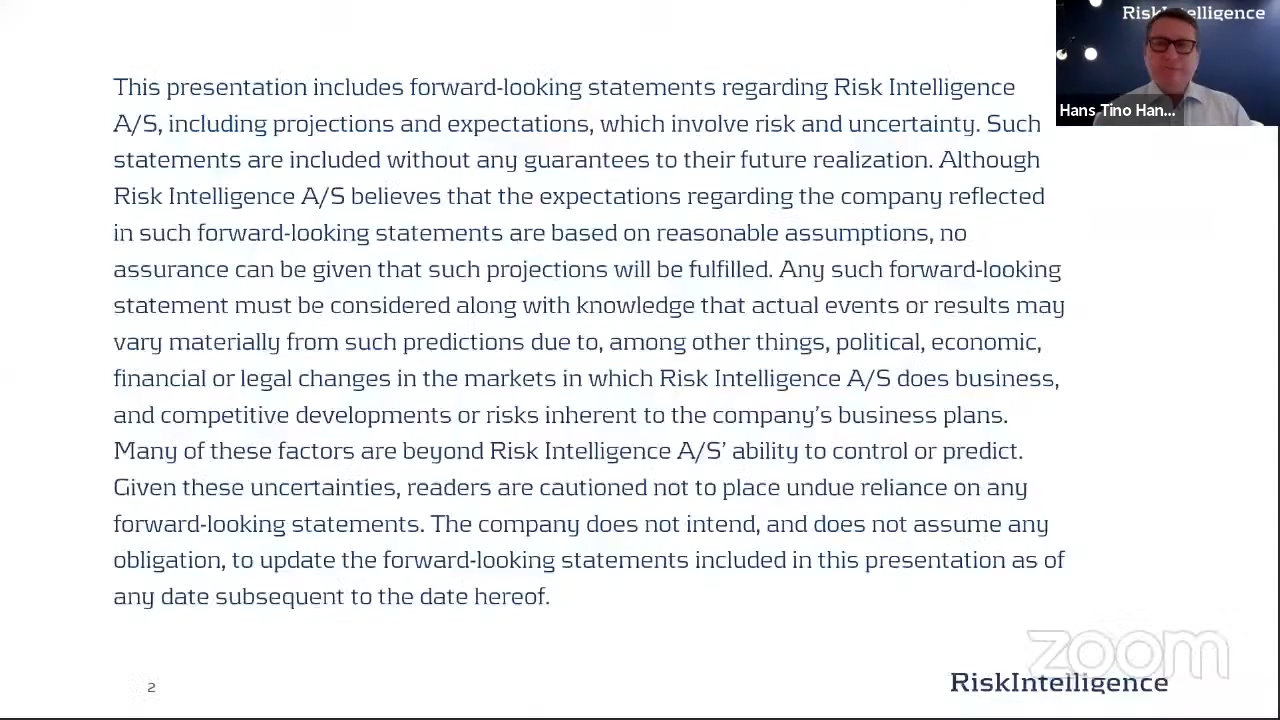 RiskIntelligence
Hans Tino Han...
This presentation includes forward-looking statements regarding Risk Intelligence
A/S, including projections and expectations, which involve risk and uncertainty. Such
statements are included without any guarantees to their future realization. Although
Risk Intelligence A/S believes that the expectations regarding the company reflected
in such forward-looking statements are based on reasonable assumptions, no
assurance can be given that such projections will be fulfilled. Any such forward-looking
statement must be considered along with knowledge that actual events or results may
vary materially from such predictions due to, among other things, political, economic,
financial or legal changes in the markets in which Risk Intelligence A/S does business,
and competitive developments or risks inherent to the company's business plans.
Many of these factors are beyond Risk Intelligence A/S' ability to control or predict.
Given these uncertainties, readers are cautioned not to place undue reliance on any
forward-looking statements. The company does not intend, and does not assume any
obligation, to update the forward-looking statements included in this presentation as of
any date subsequent to the date hereof.
zoom
2
RiskIntelligence